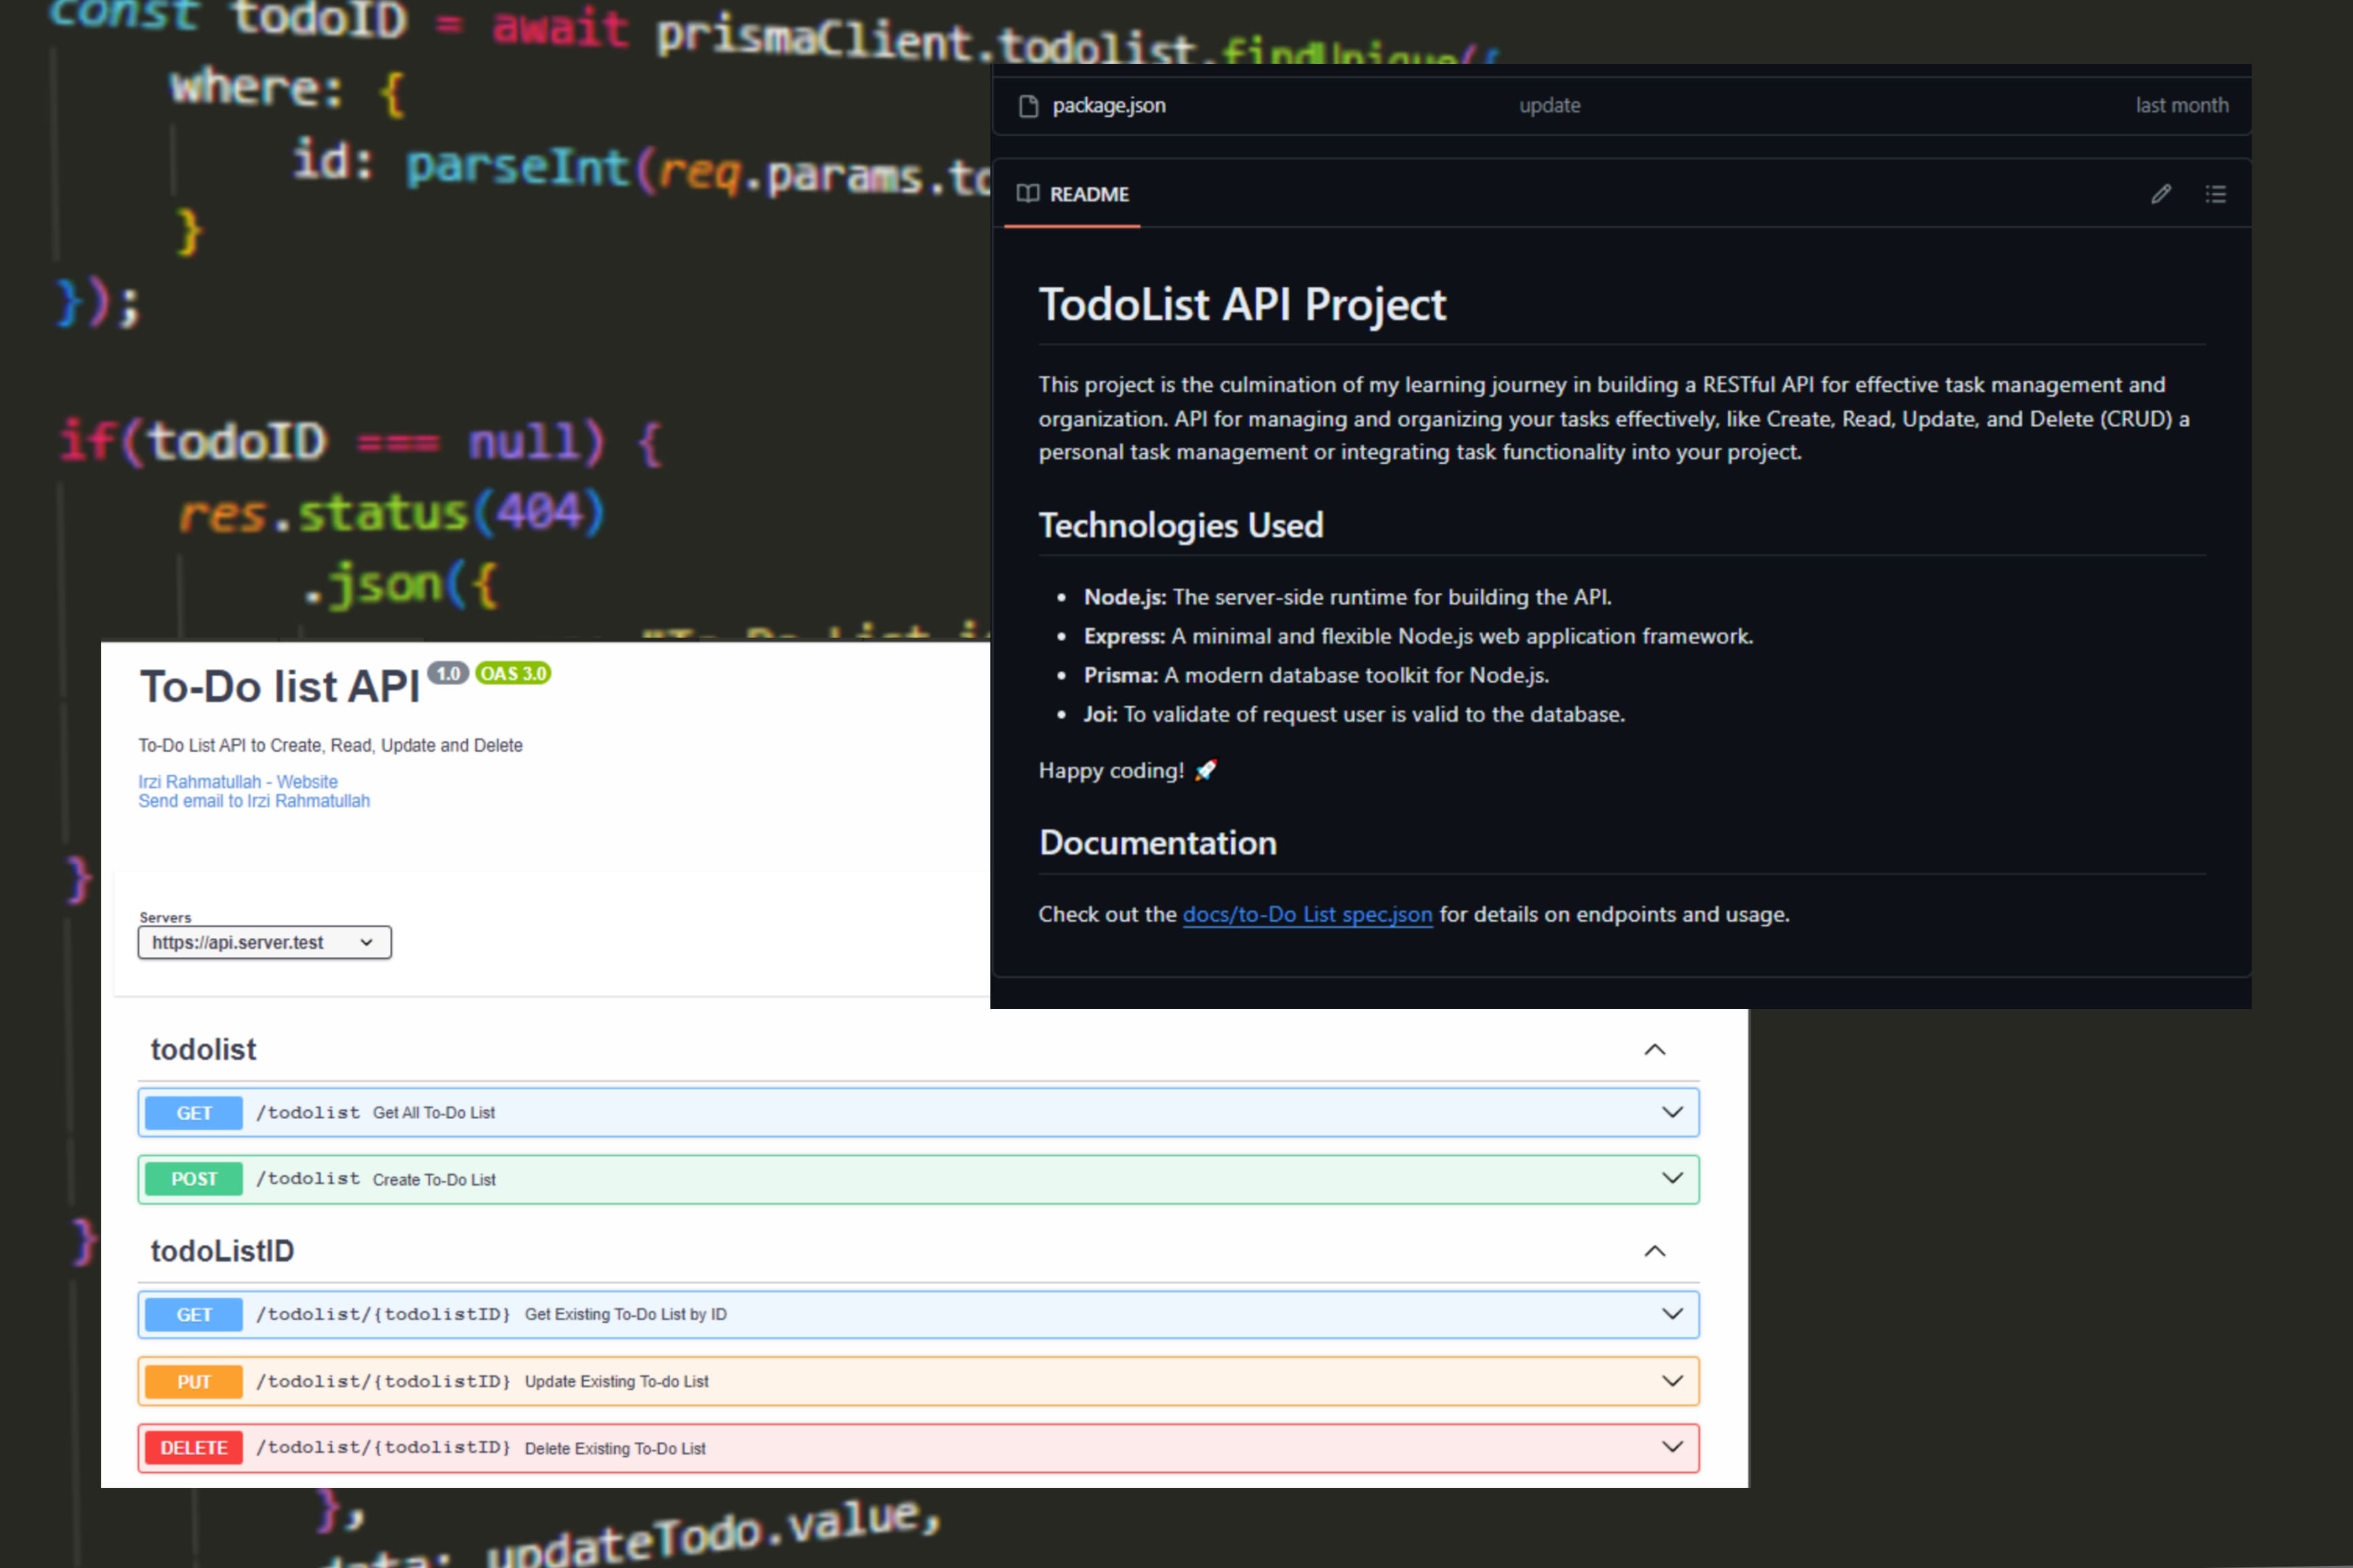 const todoID = await prismaClient.todolist.findUnique({
where: {
id: parseInt(req.params.
}
});
if(todoID === null) {
res.status(404)
.json({
"To-Do List
}
}
},
data: updateTodo.value,
package.json update last month
README
TodoList API Project
This project is the culmination of my learning journey in building a RESTful API for effective task management and
organization. API for managing and organizing your tasks effectively, like Create, Read, Update, and Delete (CRUD) a
personal task management or integrating task functionality into your project.
Technologies Used
• Node.js: The server-side runtime for building the API.
• Express: A minimal and flexible Node.js web application framework.
• Prisma: A modern database toolkit for Node.js.
• Joi: To validate of request user is valid to the database.
Happy coding! 🚀
Documentation
Check out the docs/to-Do List spec.json for details on endpoints and usage.
To-Do list API 1.0 OAS 3.0
To-Do List API to Create, Read, Update and Delete
Irzi Rahmatullah - Website
Send email to Irzi Rahmatullah
Servers
https://api.server.test
todolist
GET /todolist Get All To-Do List
POST /todolist Create To-Do List
todoListID
GET /todolist/{todolistID} Get Existing To-Do List by ID
PUT /todolist/{todolistID} Update Existing To-do List
DELETE /todolist/{todolistID} Delete Existing To-Do List